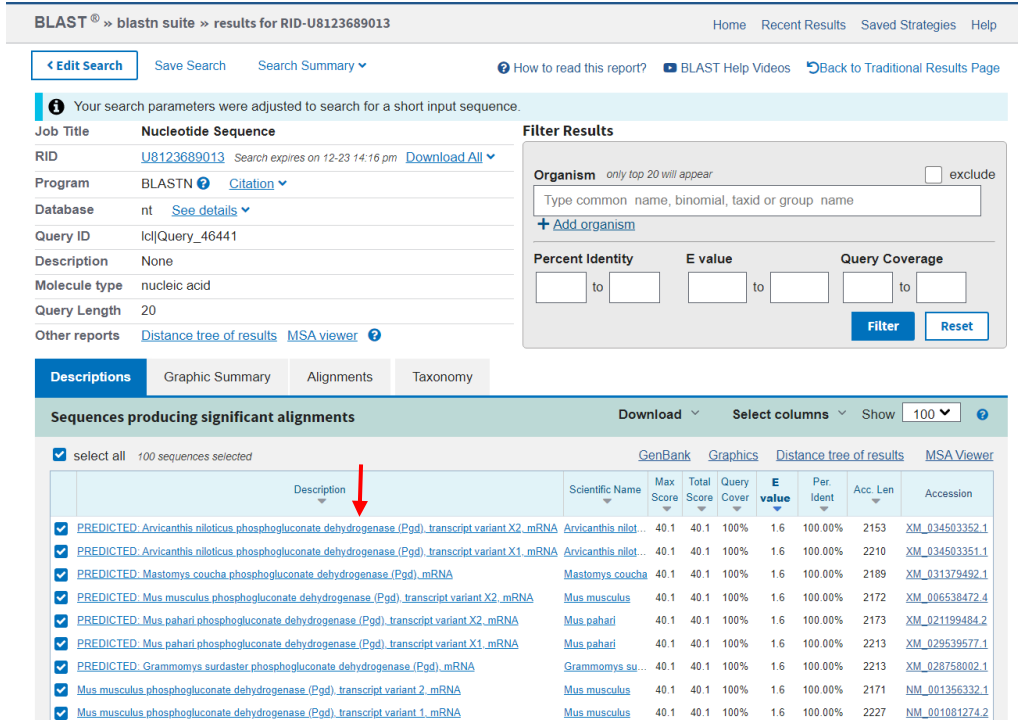 BLAST ® » blastn suite » results for RID-U8123689013
Home Recent Results Saved Strategies Help
< Edit Search Save Search Search Summary How to read this report? BLAST Help Videos Back to Traditional Results Page
Your search parameters were adjusted to search for a short input sequence.
Job Title Nucleotide Sequence
RID U8123689013 Search expires on 12-23 14:16 pm Download All
Program BLASTN Citation
Database nt See details
Query ID lcl|Query_46441
Description None
Molecule type nucleic acid
Query Length 20
Other reports Distance tree of results MSA viewer
Filter Results
Organism only top 20 will appear exclude
Type common name, binomial, taxid or group name
+ Add organism
Percent Identity E value Query Coverage
to to to
Filter Reset
Descriptions Graphic Summary Alignments Taxonomy
Sequences producing significant alignments Download Select columns Show 100
select all 100 sequences selected GenBank Graphics Distance tree of results MSA Viewer
Description Scientific Name Max Score Total Score Query Cover E value Per. Ident Acc. Len Accession
PREDICTED: Arvicanthis niloticus phosphogluconate dehydrogenase (Pgd), transcript variant X2, mRNA Arvicanthis nilot... 40.1 40.1 100% 1.6 100.00% 2153 XM_034503352.1
PREDICTED: Arvicanthis niloticus phosphogluconate dehydrogenase (Pgd), transcript variant X1, mRNA Arvicanthis nilot... 40.1 40.1 100% 1.6 100.00% 2210 XM_034503351.1
PREDICTED: Mastomys coucha phosphogluconate dehydrogenase (Pgd), mRNA Mastomys coucha 40.1 40.1 100% 1.6 100.00% 2189 XM_031379492.1
PREDICTED: Mus musculus phosphogluconate dehydrogenase (Pgd), transcript variant X2, mRNA Mus musculus 40.1 40.1 100% 1.6 100.00% 2172 XM_006538472.4
PREDICTED: Mus pahari phosphogluconate dehydrogenase (Pgd), transcript variant X2, mRNA Mus pahari 40.1 40.1 100% 1.6 100.00% 2173 XM_021199484.2
PREDICTED: Mus pahari phosphogluconate dehydrogenase (Pgd), transcript variant X1, mRNA Mus pahari 40.1 40.1 100% 1.6 100.00% 2213 XM_029539577.1
PREDICTED: Grammomys surdaster phosphogluconate dehydrogenase (Pgd), mRNA Grammomys su... 40.1 40.1 100% 1.6 100.00% 2213 XM_028758002.1
Mus musculus phosphogluconate dehydrogenase (Pgd), transcript variant 2, mRNA Mus musculus 40.1 40.1 100% 1.6 100.00% 2171 NM_001356332.1
Mus musculus phosphogluconate dehydrogenase (Pgd), transcript variant 1, mRNA Mus musculus 40.1 40.1 100% 1.6 100.00% 2227 NM_001081274.2